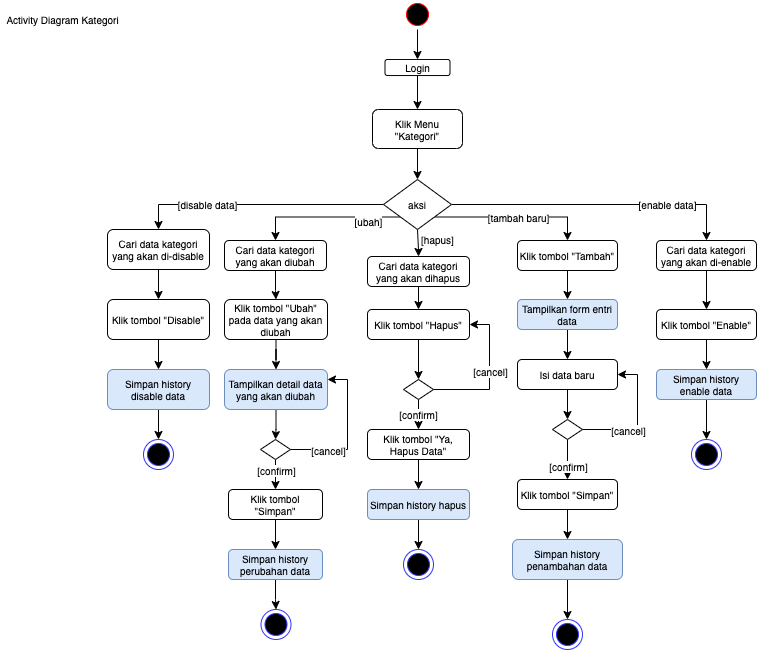 Activity Diagram Kategori
Login
Klik Menu
"Kategori"
aksi
[disable data]
[ubah]
[hapus]
[tambah baru]
[enable data]
Cari data kategori
yang akan di-disable
Klik tombol "Disable"
Simpan history
disable data
Cari data kategori
yang akan diubah
Klik tombol "Ubah"
pada data yang akan
diubah
Tampilkan detail data
yang akan diubah
[cancel]
[confirm]
Klik tombol
"Simpan"
Simpan history
perubahan data
Cari data kategori
yang akan dihapus
Klik tombol "Hapus"
[cancel]
[confirm]
Klik tombol "Ya,
Hapus Data"
Simpan history hapus
Klik tombol "Tambah"
Tampilkan form entri
data
Isi data baru
[cancel]
[confirm]
Klik tombol "Simpan"
Simpan history
penambahan data
Cari data kategori
yang akan di-enable
Klik tombol "Enable"
Simpan history
enable data